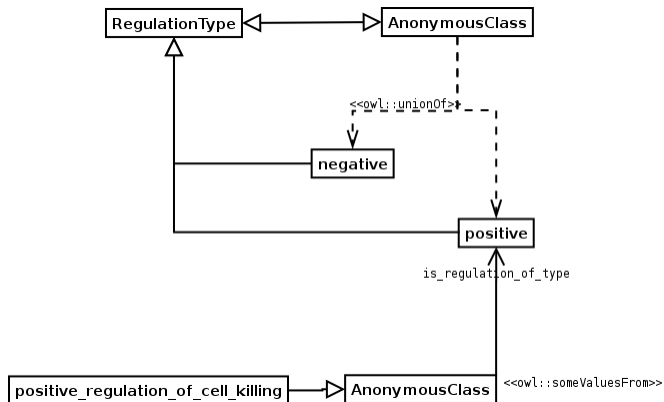 RegulationType
AnonymousClass
<<owl::unionOf>>
negative
positive
is_regulation_of_type
<<owl::someValuesFrom>>
positive_regulation_of_cell_killing
AnonymousClass